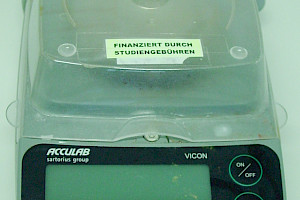 FINANZIERT DURCH
STUDIENGEBÜHREN
ACCULAB
sartorius group
VICON
ON
/OFF